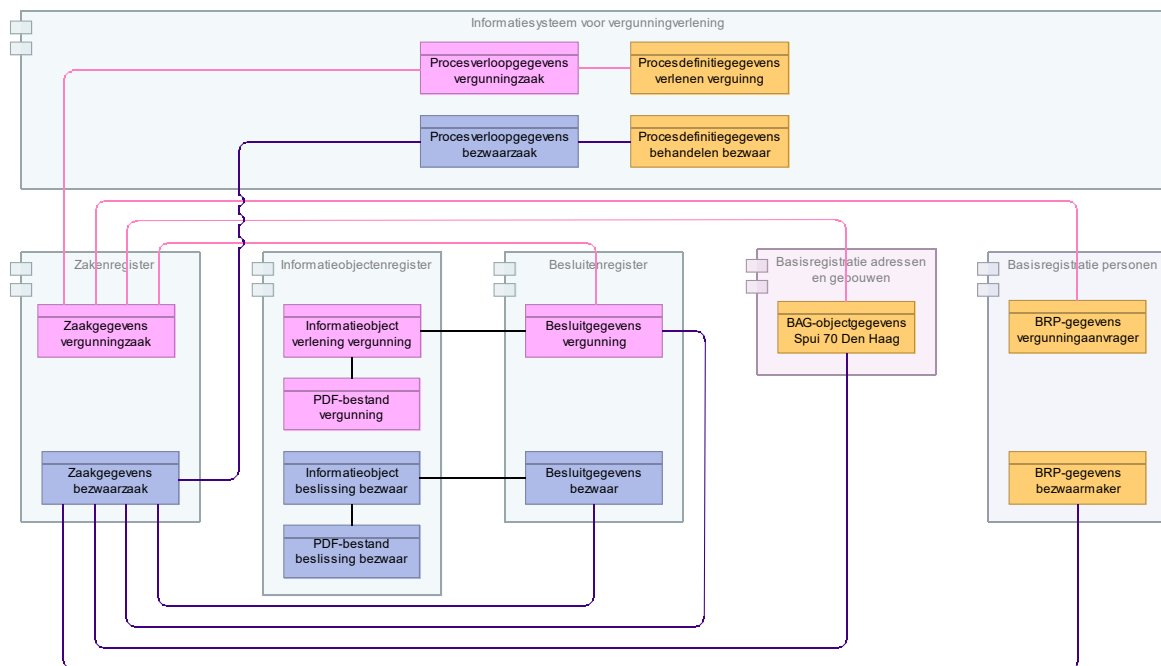 Informatiesysteem voor vergunningverlening
Procesverloopgegevens
vergunningzaak
Procesdefinitiegegevens
verlenen verguinng
Procesverloopgegevens
bezwaarzaak
Procesdefinitiegegevens
behandelen bezwaar
Zakenregister
Informatieobjectenregister
Besluitenregister
Basisregistratie adressen
en gebouwen
Basisregistratie personen
Zaakgegevens
vergunningzaak
Informatieobject
verlening vergunning
Besluitgegevens
vergunning
BAG-objectgegevens
Spui 70 Den Haag
BRP-gegevens
vergunningaanvrager
PDF-bestand
vergunning
Zaakgegevens
bezwaarzaak
Informatieobject
beslissing bezwaar
Besluitgegevens
bezwaar
BRP-gegevens
bezwaarmaker
PDF-bestand
beslissing bezwaar